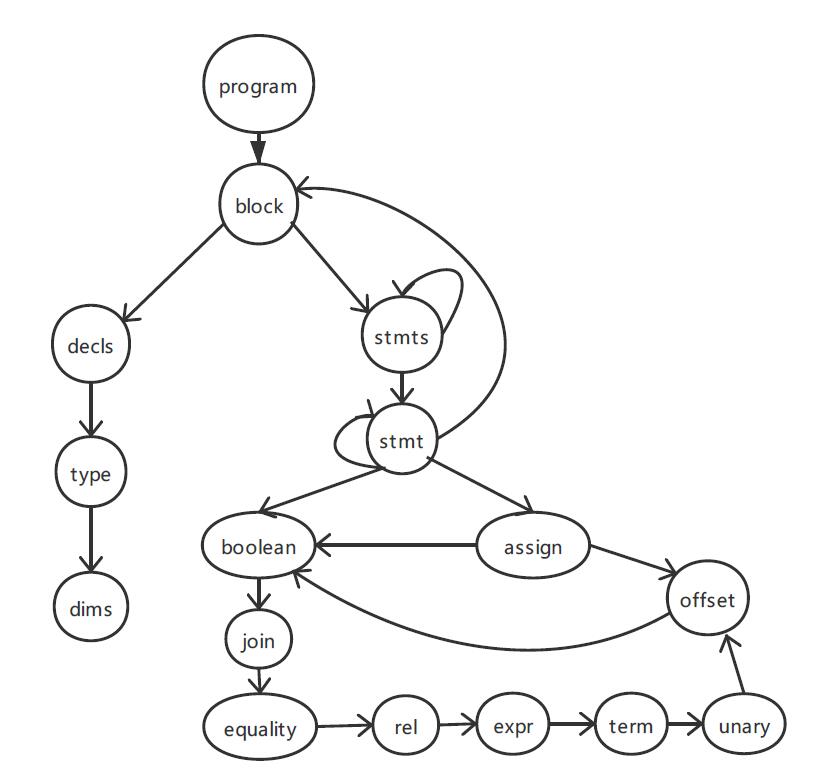 program
block
decls
stmts
stmt
type
boolean
assign
offset
dims
join
equality
rel
expr
term
unary